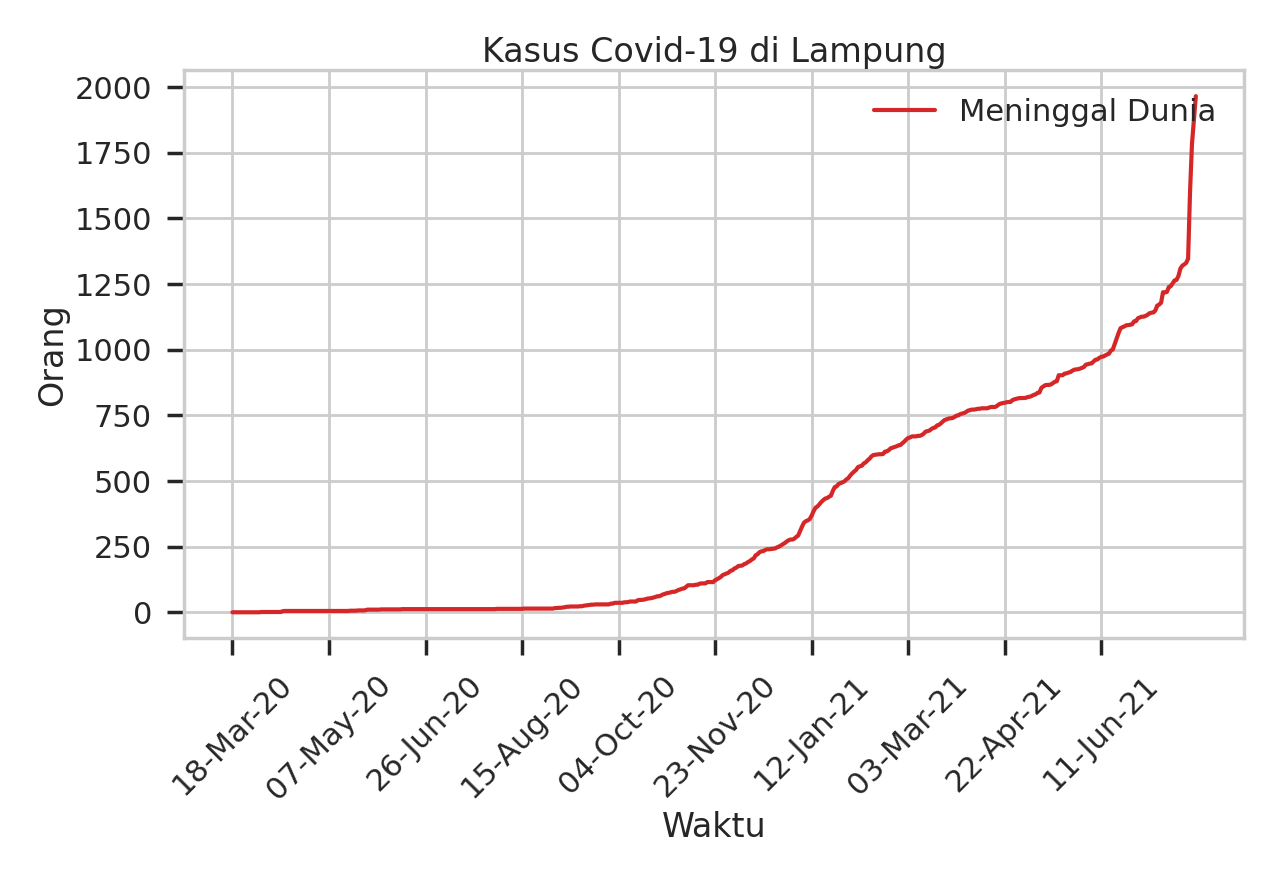 Kasus Covid-19 di Lampung
Meninggal Dunia
2000
1750
1500
1250
1000
750
500
250
0
Orang
18-Mar-20
07-May-20
26-Jun-20
15-Aug-20
04-Oct-20
23-Nov-20
12-Jan-21
03-Mar-21
22-Apr-21
11-Jun-21
Waktu